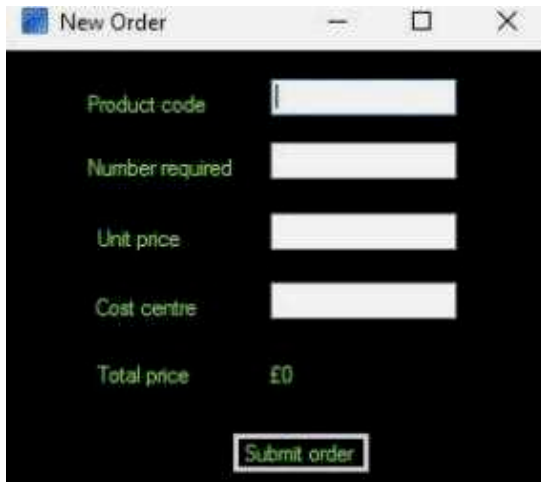 New Order
Product code
Number required
Unit price
Cost centre
Total price £0
Submit order